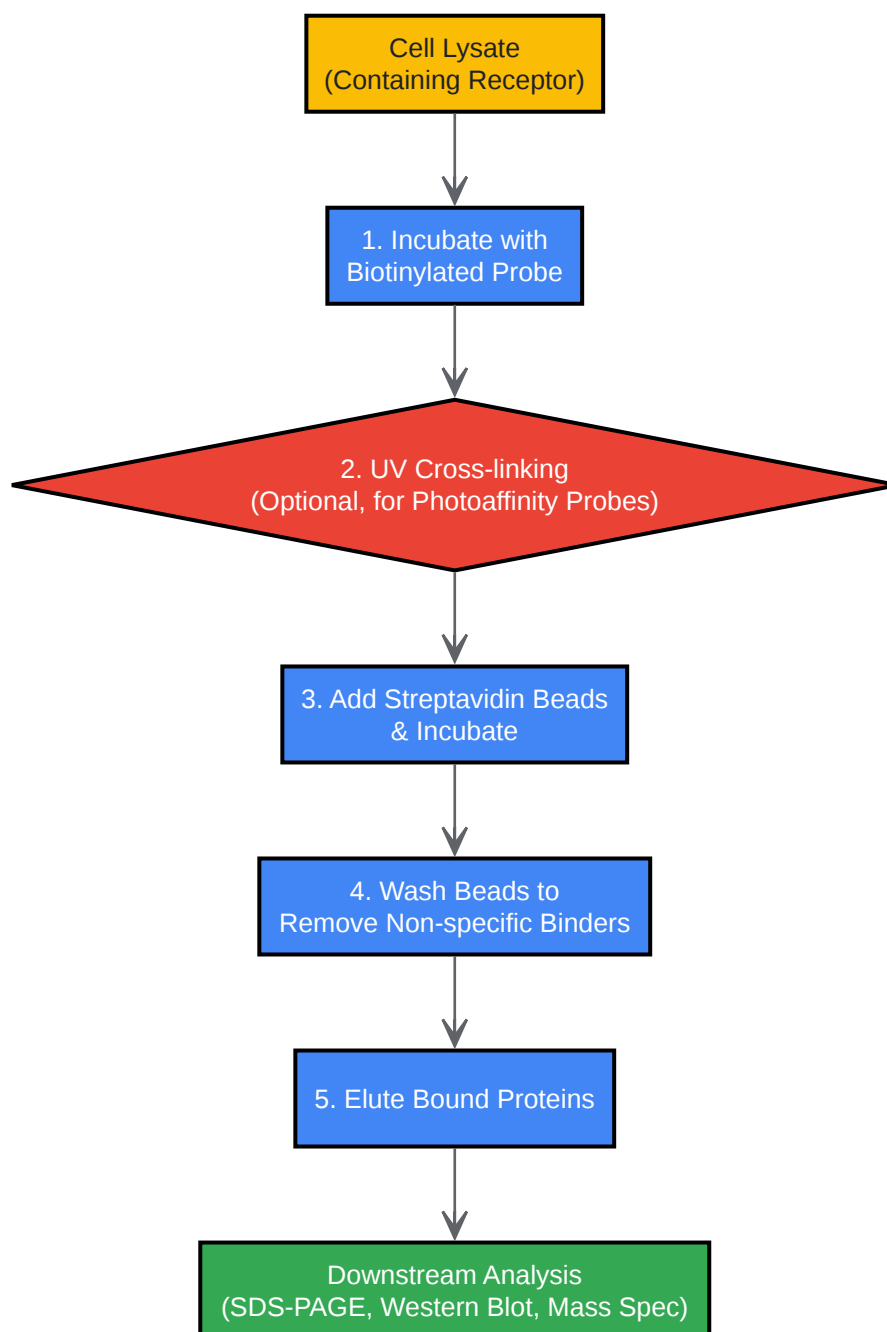 Cell Lysate
(Containing Receptor)
1. Incubate with
Biotinylated Probe
2. UV Cross-linking
(Optional, for Photoaffinity Probes)
3. Add Streptavidin Beads
& Incubate
4. Wash Beads to
Remove Non-specific Binders
5. Elute Bound Proteins
Downstream Analysis
(SDS-PAGE, Western Blot, Mass Spec)